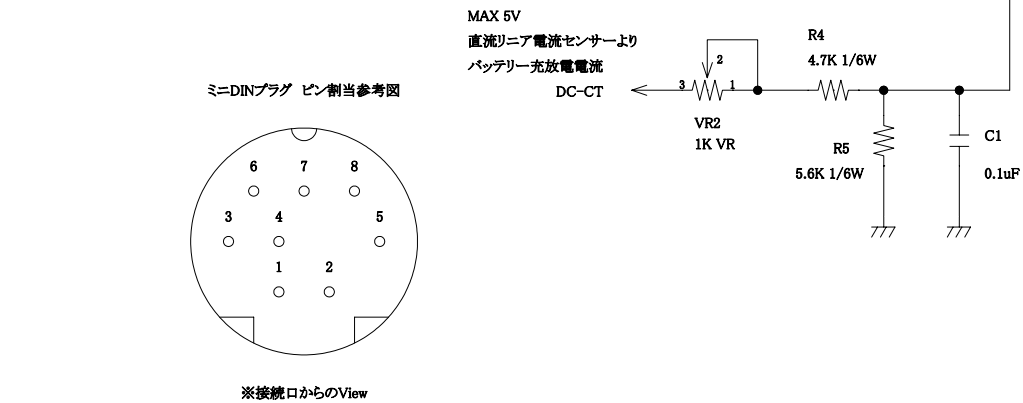 MAX 5V
直流リニア電流センサーより
バッテリー充放電電流
DC-CT
3
2
1
VR2
1K VR
R4
4.7K 1/6W
R5
5.6K 1/6W
C1
0.1uF
ミニDINプラグ ピン割当参考図
6 7 8
3 4 5
1 2
※接続口からのView